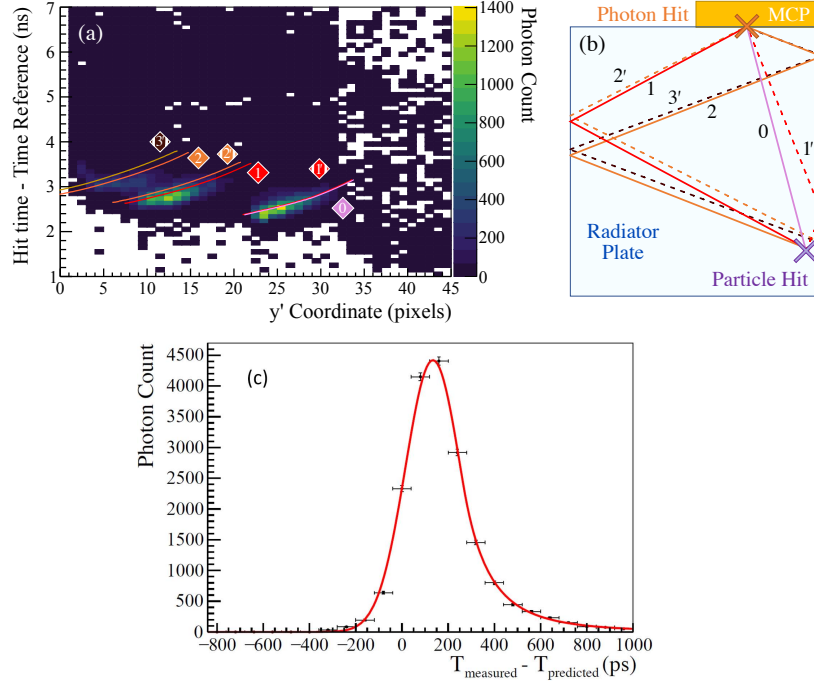 (a)
Hit time - Time Reference (ns)
7
6
5
4
3
2
1
3'
2
2'
1
1'
0
0 5 10 15 20 25 30 35 40 45
y' Coordinate (pixels)
Photon Count
1400
1200
1000
800
600
400
200
0
Photon Hit
MCP
(b)
2'
1
3'
2
0
1'
Radiator
Plate
Particle Hit
(c)
Photon Count
4500
4000
3500
3000
2500
2000
1500
1000
500
0
−800 −600 −400 −200 0 200 400 600 800 1000
T measured - T predicted (ps)